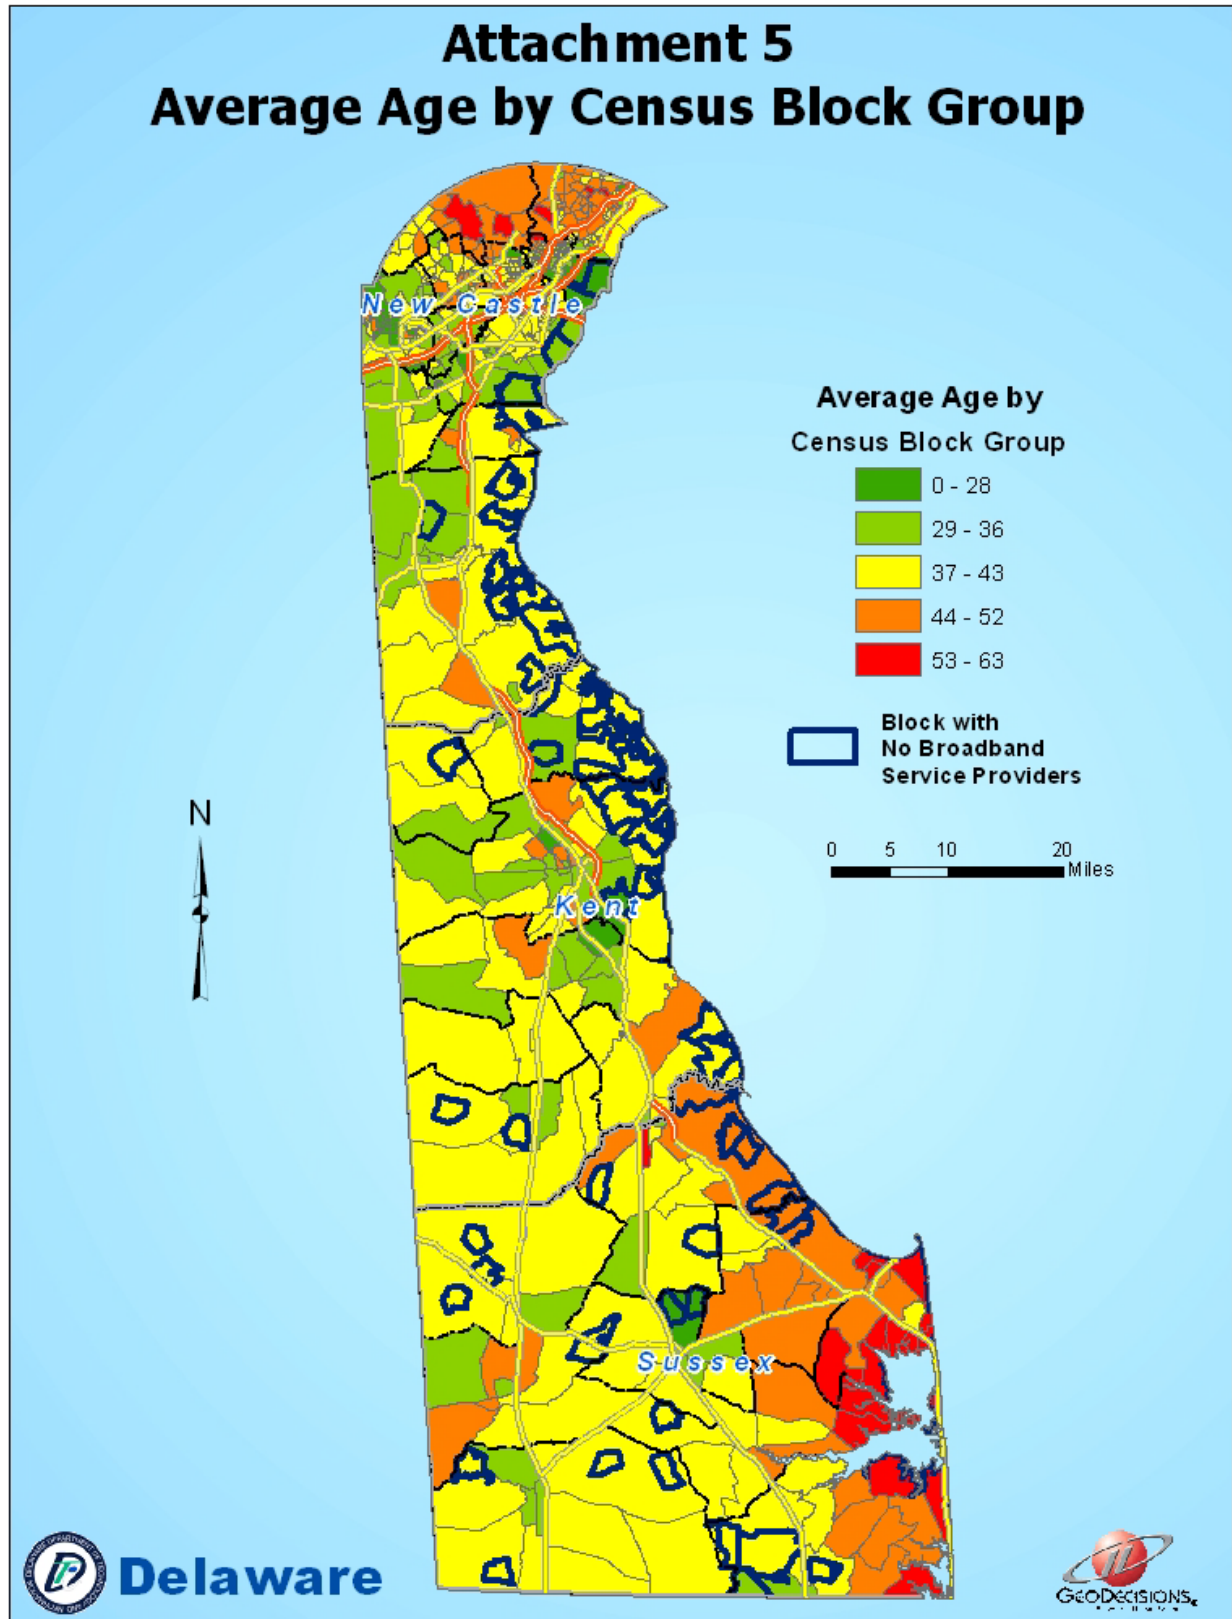 Attachment 5
Average Age by Census Block Group
New Castle
Average Age by
Census Block Group
0 - 28
29 - 36
37 - 43
44 - 52
53 - 63
Block with
No Broadband
Service Providers
N
0 5 10 20
Miles
Kent
Sussex
Delaware
GEODECISIONS